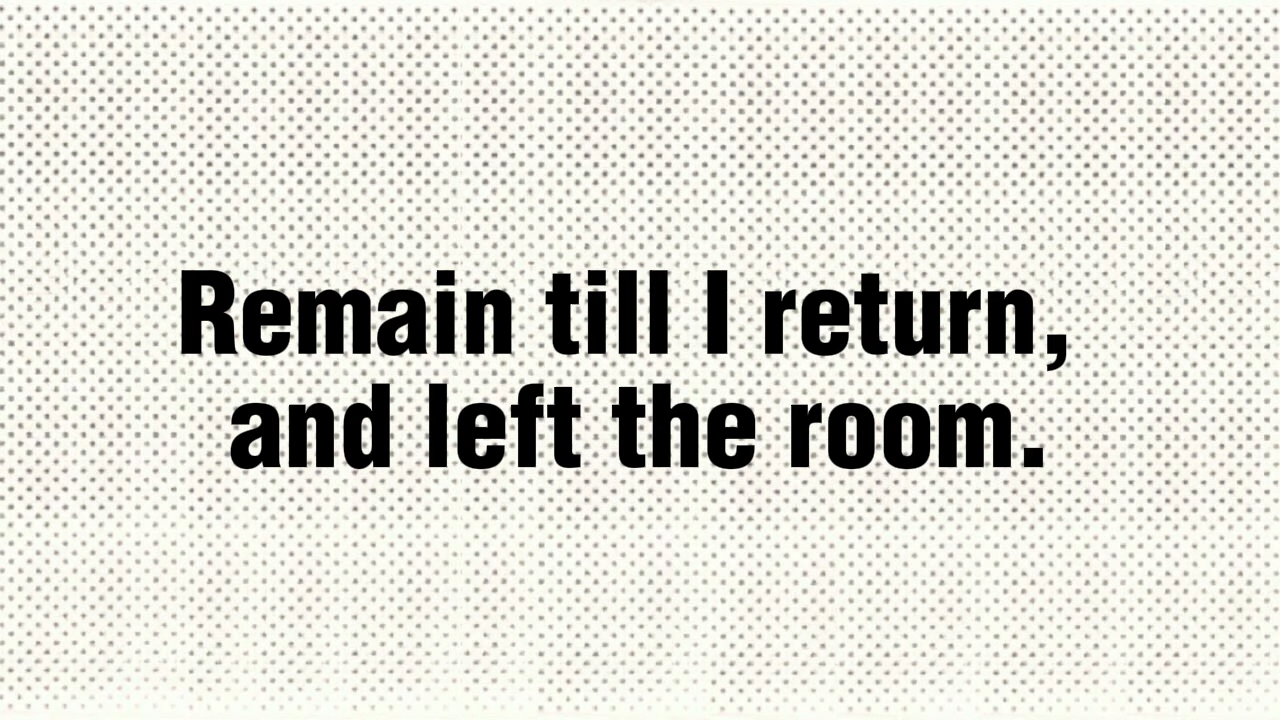 Remain till I return,
and left the room.